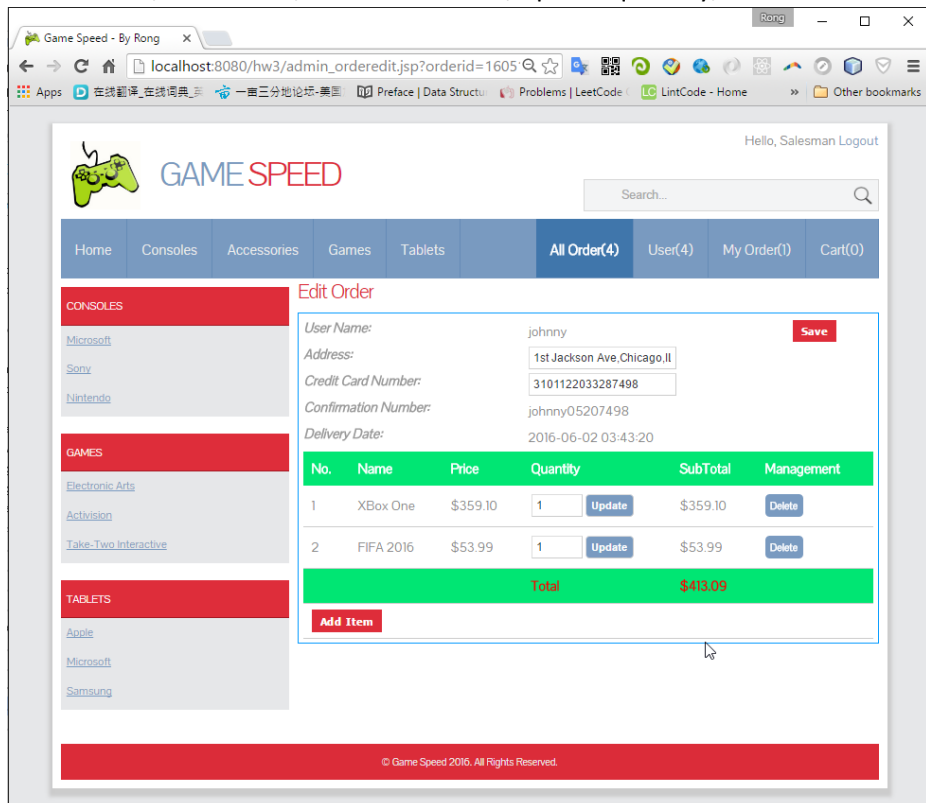 Rong
Game Speed - By Rong
localhost:8080/hw3/admin_orderedit.jsp?orderid=1605
Apps 在线翻译_在线词典_ 一亩三分地论坛-美国 Preface | Data Structu Problems | LeetCode LintCode - Home » Other bookmarks
Hello, Salesman Logout
GAME SPEED
Search...
Home Consoles Accessories Games Tablets All Order(4) User(4) My Order(1) Cart(0)
CONSOLES
Microsoft
Sony
Nintendo
GAMES
Electronic Arts
Activision
Take-Two Interactive
TABLETS
Apple
Microsoft
Samsung
Edit Order
User Name: johnny Save
Address: 1st Jackson Ave,Chicago,IL
Credit Card Number: 3101122033287498
Confirmation Number: johnny05207498
Delivery Date: 2016-06-02 03:43:20
No. Name Price Quantity SubTotal Management
1 XBox One $359.10 1 Update $359.10 Delete
2 FIFA 2016 $53.99 1 Update $53.99 Delete
Total $413.09
Add Item
© Game Speed 2016. All Rights Reserved.